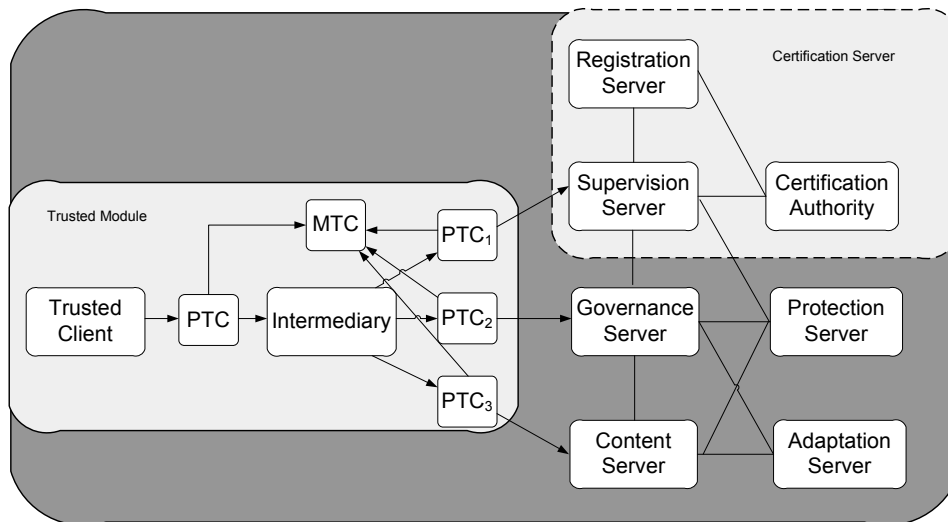 Registration
Server
Certification Server
Supervision
Server
Certification
Authority
Trusted Module
MTC
PTC₁
Trusted
Client
PTC
Intermediary
PTC₂
Governance
Server
Protection
Server
PTC₃
Content
Server
Adaptation
Server